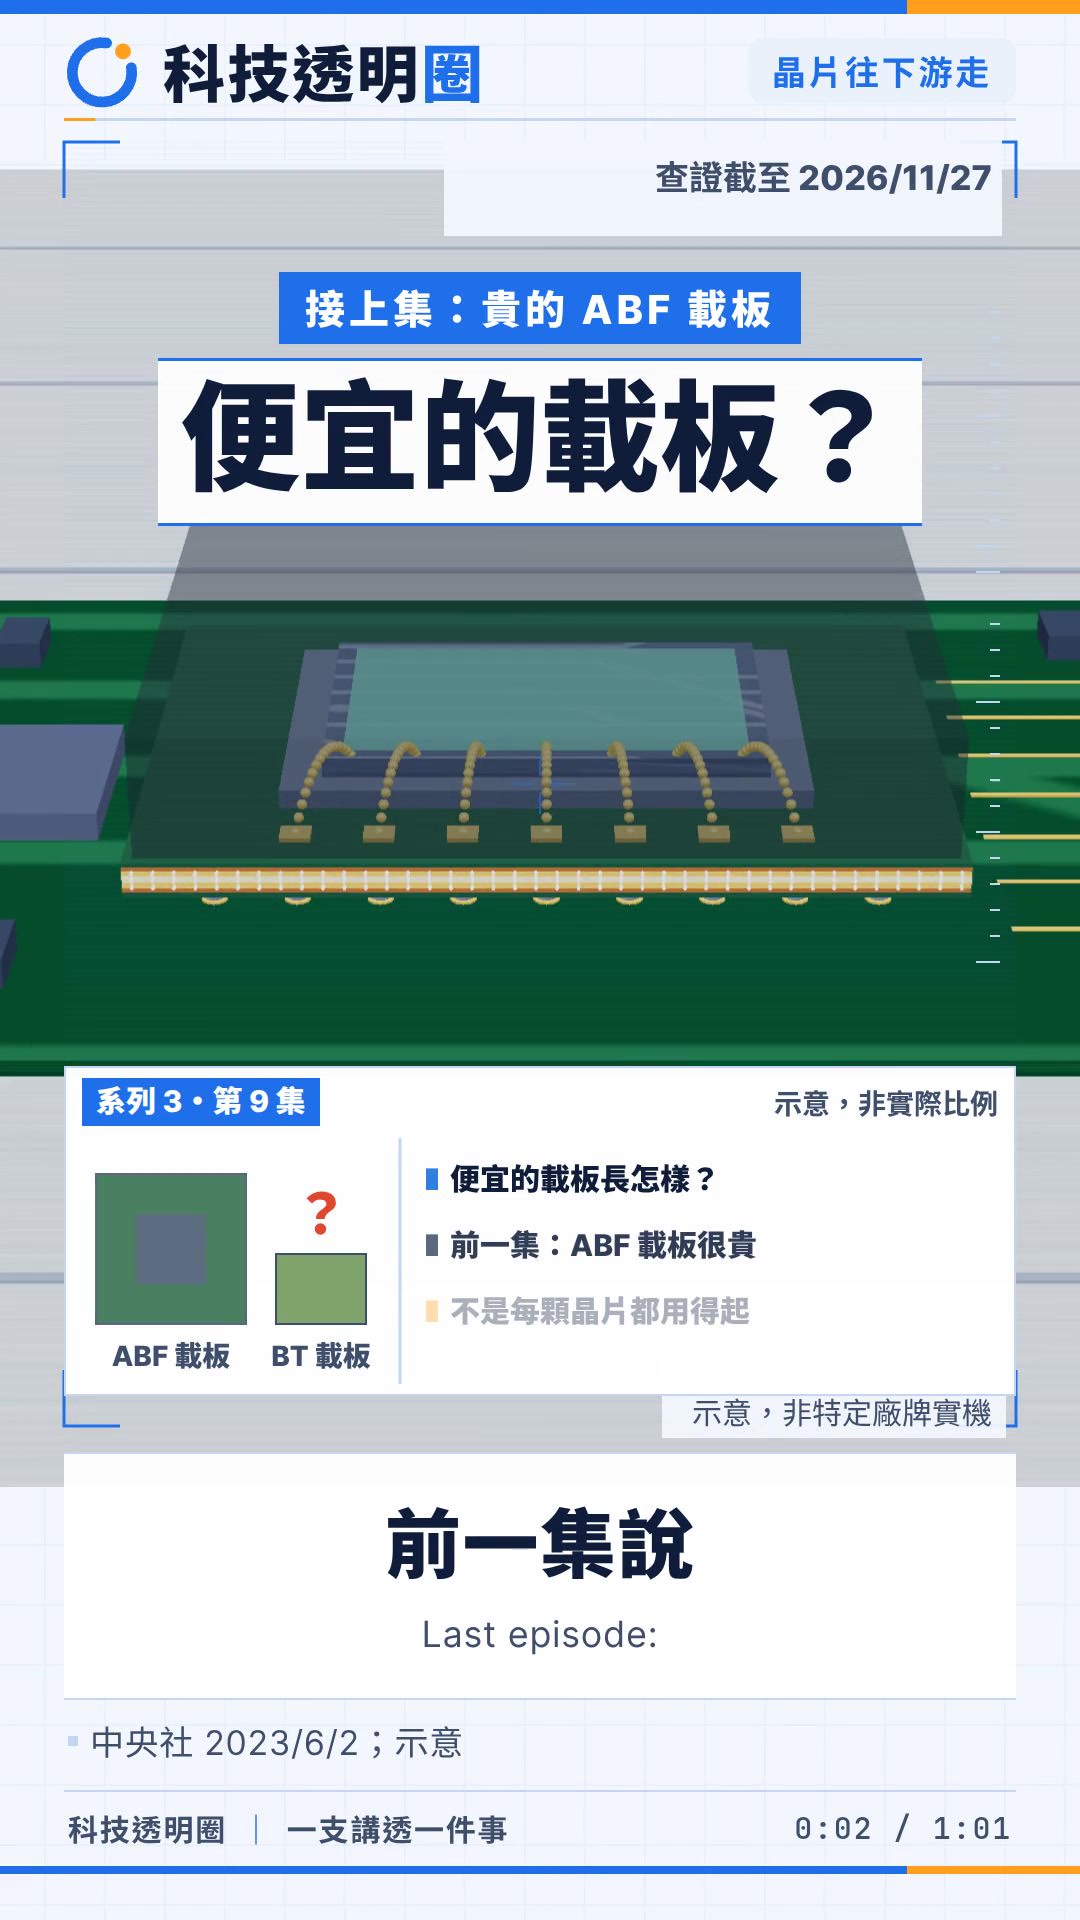 科技透明圈
晶片往下游走
查證截至 2026/11/27
接上集：貴的 ABF 載板
便宜的載板？
系列 3・第 9 集
示意，非實際比例
?
ABF 載板
BT 載板
便宜的載板長怎樣？
前一集：ABF 載板很貴
不是每顆晶片都用得起
示意，非特定廠牌實機
前一集說
Last episode:
中央社 2023/6/2；示意
科技透明圈｜一支講透一件事
0:02 / 1:01